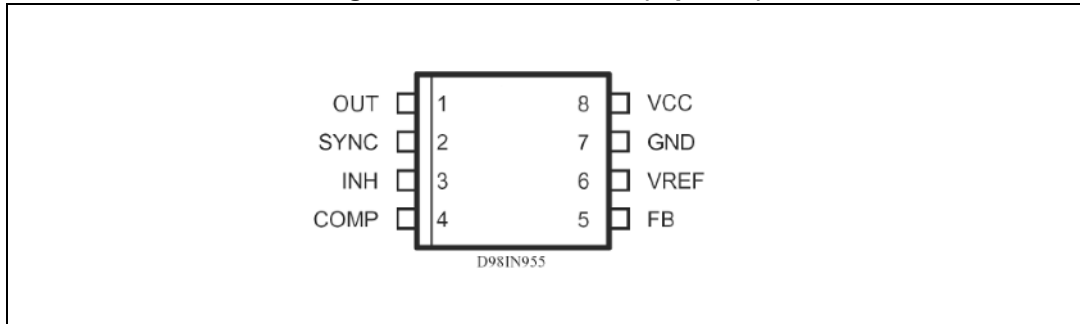 OUT 1 8 VCC
SYNC 2 7 GND
INH 3 6 VREF
COMP 4 5 FB
D98IN955